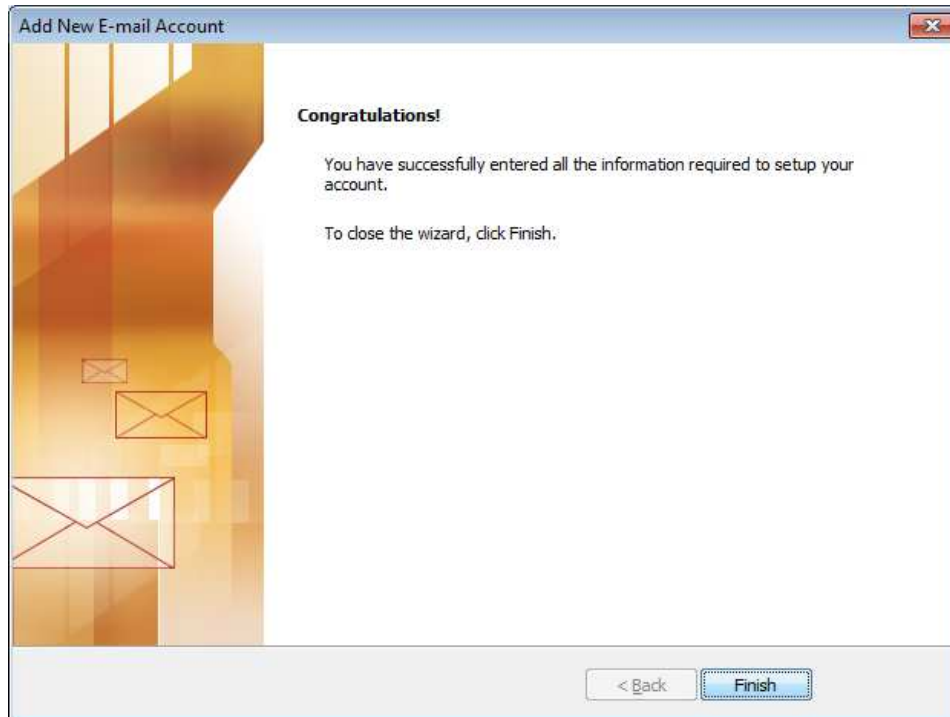 Add New E-mail Account
Congratulations!
You have successfully entered all the information required to setup your
account.
To close the wizard, click Finish.
< Back
Finish